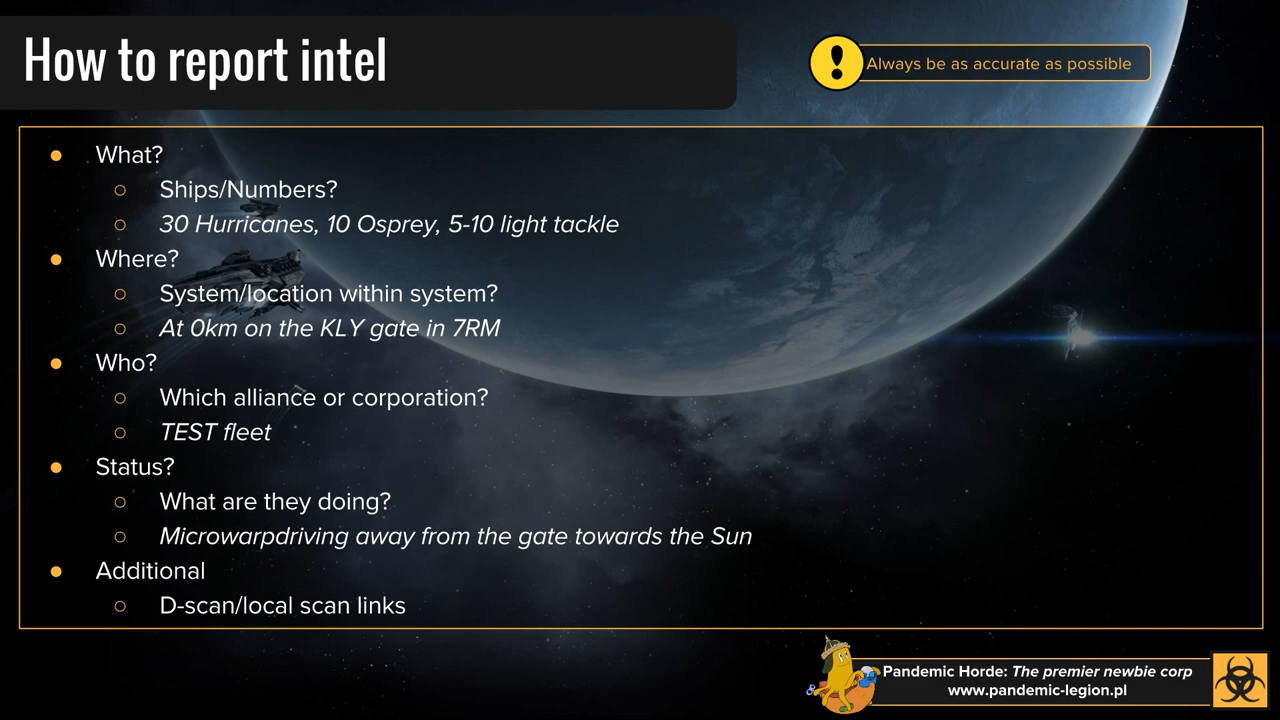 How to report intel
Always be as accurate as possible
What?
Ships/Numbers?
30 Hurricanes, 10 Osprey, 5-10 light tackle
Where?
System/location within system?
At 0km on the KLY gate in 7RM
Who?
Which alliance or corporation?
TEST fleet
Status?
What are they doing?
Microwarpdriving away from the gate towards the Sun
Additional
D-scan/local scan links
Pandemic Horde: The premier newbie corp
www.pandemic-legion.pl